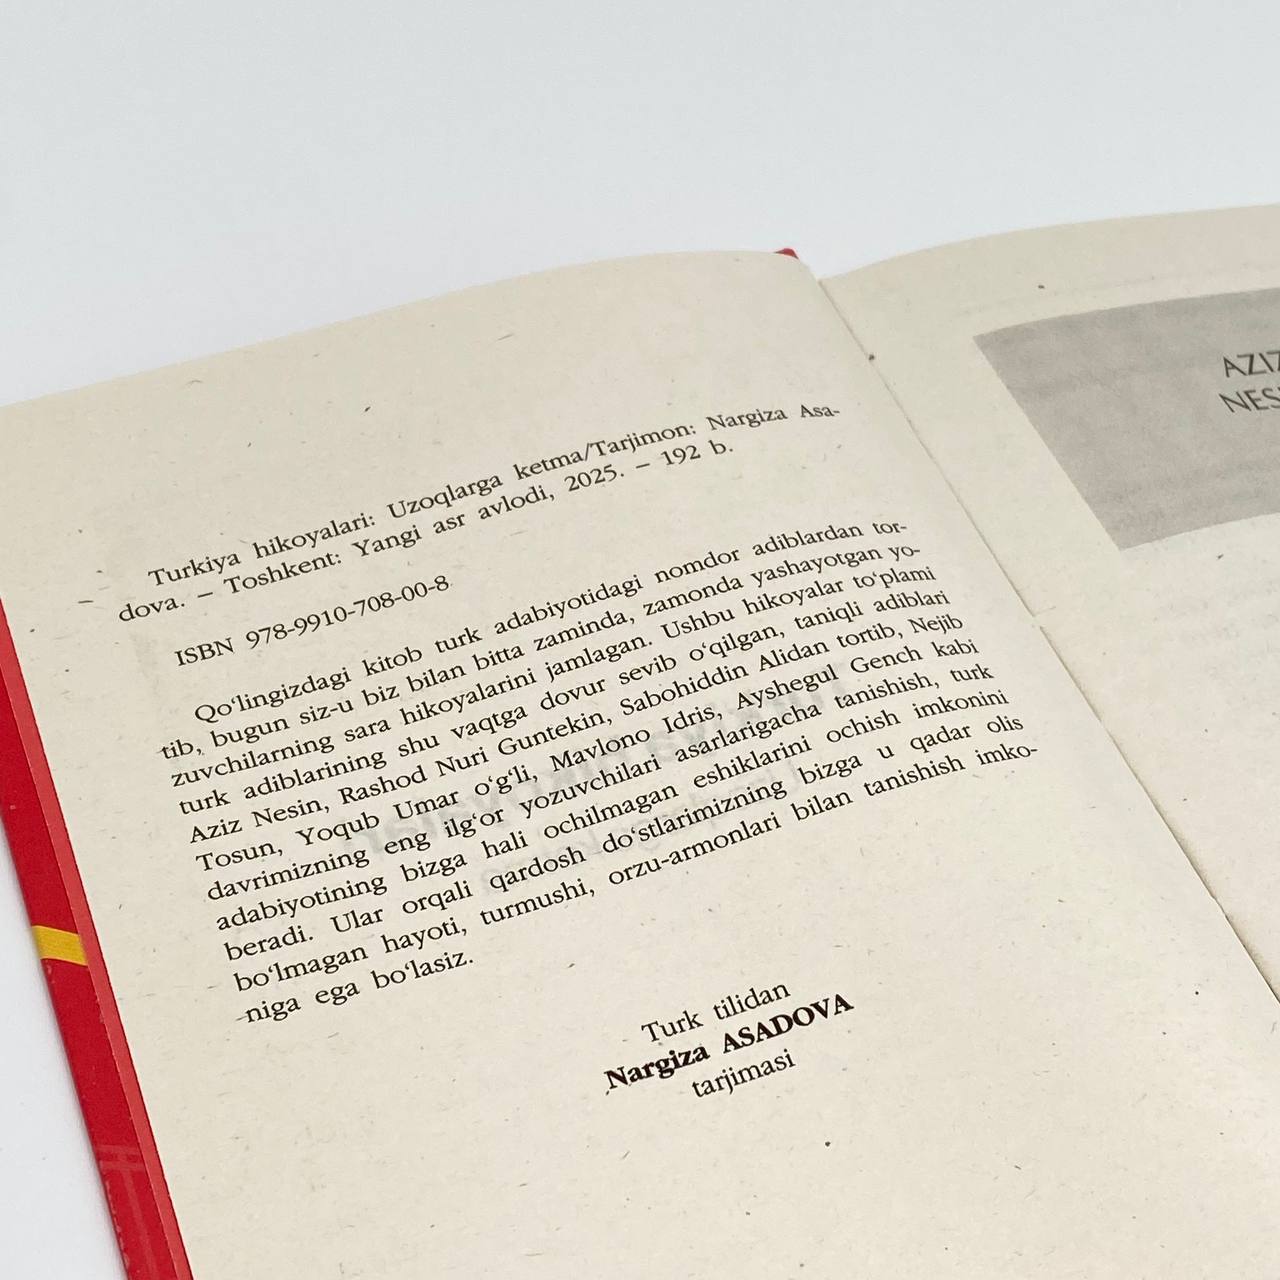 Turkiya hikoyalari: Uzoqlarga ketma/Tarjimon: Nargiza Asa-
dova. – Toshkent: Yangi asr avlodi, 2025. – 192 b.
ISBN 978-9910-708-00-8
Qo‘lingizdagi kitob turk adabiyotidagi nomdor adiblardan tor-
tib, bugun siz-u biz bilan bitta zaminda, zamonda yashayotgan yo-
zuvchilarning sara hikoyalarini jamlagan. Ushbu hikoyalar to‘plami
turk adiblarining shu vaqtga dovur sevib o‘qilgan, taniqli adiblari
Aziz Nesin, Rashod Nuri Guntekin, Sabohiddin Alidan tortib, Nejib
Tosun, Yoqub Umar o‘g‘li, Mavlono Idris, Ayshegul Gench kabi
davrimizning eng ilg‘or yozuvchilari asarlarigacha tanishish, turk
adabiyotining bizga hali ochilmagan eshiklarini ochish imkonini
beradi. Ular orqali qardosh do‘stlarimizning bizga u qadar olis
bo‘lmagan hayoti, turmushi, orzu-armonlari bilan tanishish imko-
niga ega bo‘lasiz.
Turk tilidan
Nargiza ASADOVA
tarjimasi
AZIZ
NES